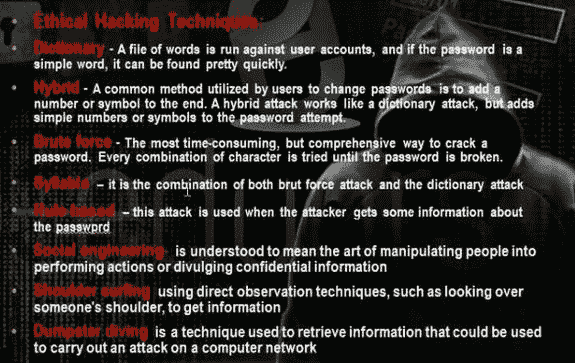 Ethical Hacking Techniques
Dictionary - A file of words is run against user accounts, and if the password is a
simple word, it can be found pretty quickly.
Hybrid - A common method utilized by users to change passwords is to add a
number or symbol to the end. A hybrid attack works like a dictionary attack, but adds
simple numbers or symbols to the password attempt.
Brute force - The most time-consuming, but comprehensive way to crack a
password. Every combination of character is tried until the password is broken.
Syllable – it is the combination of both brut force attack and the dictionary attack
Rule based – this attack is used when the attacker gets some information about
the passwprd
Social engineering is understood to mean the art of manipulating people into
performing actions or divulging confidential information
Shoulder surfing using direct observation techniques, such as looking over
someone's shoulder, to get information
Dumpster diving is a technique used to retrieve information that could be used
to carry out an attack on a computer network